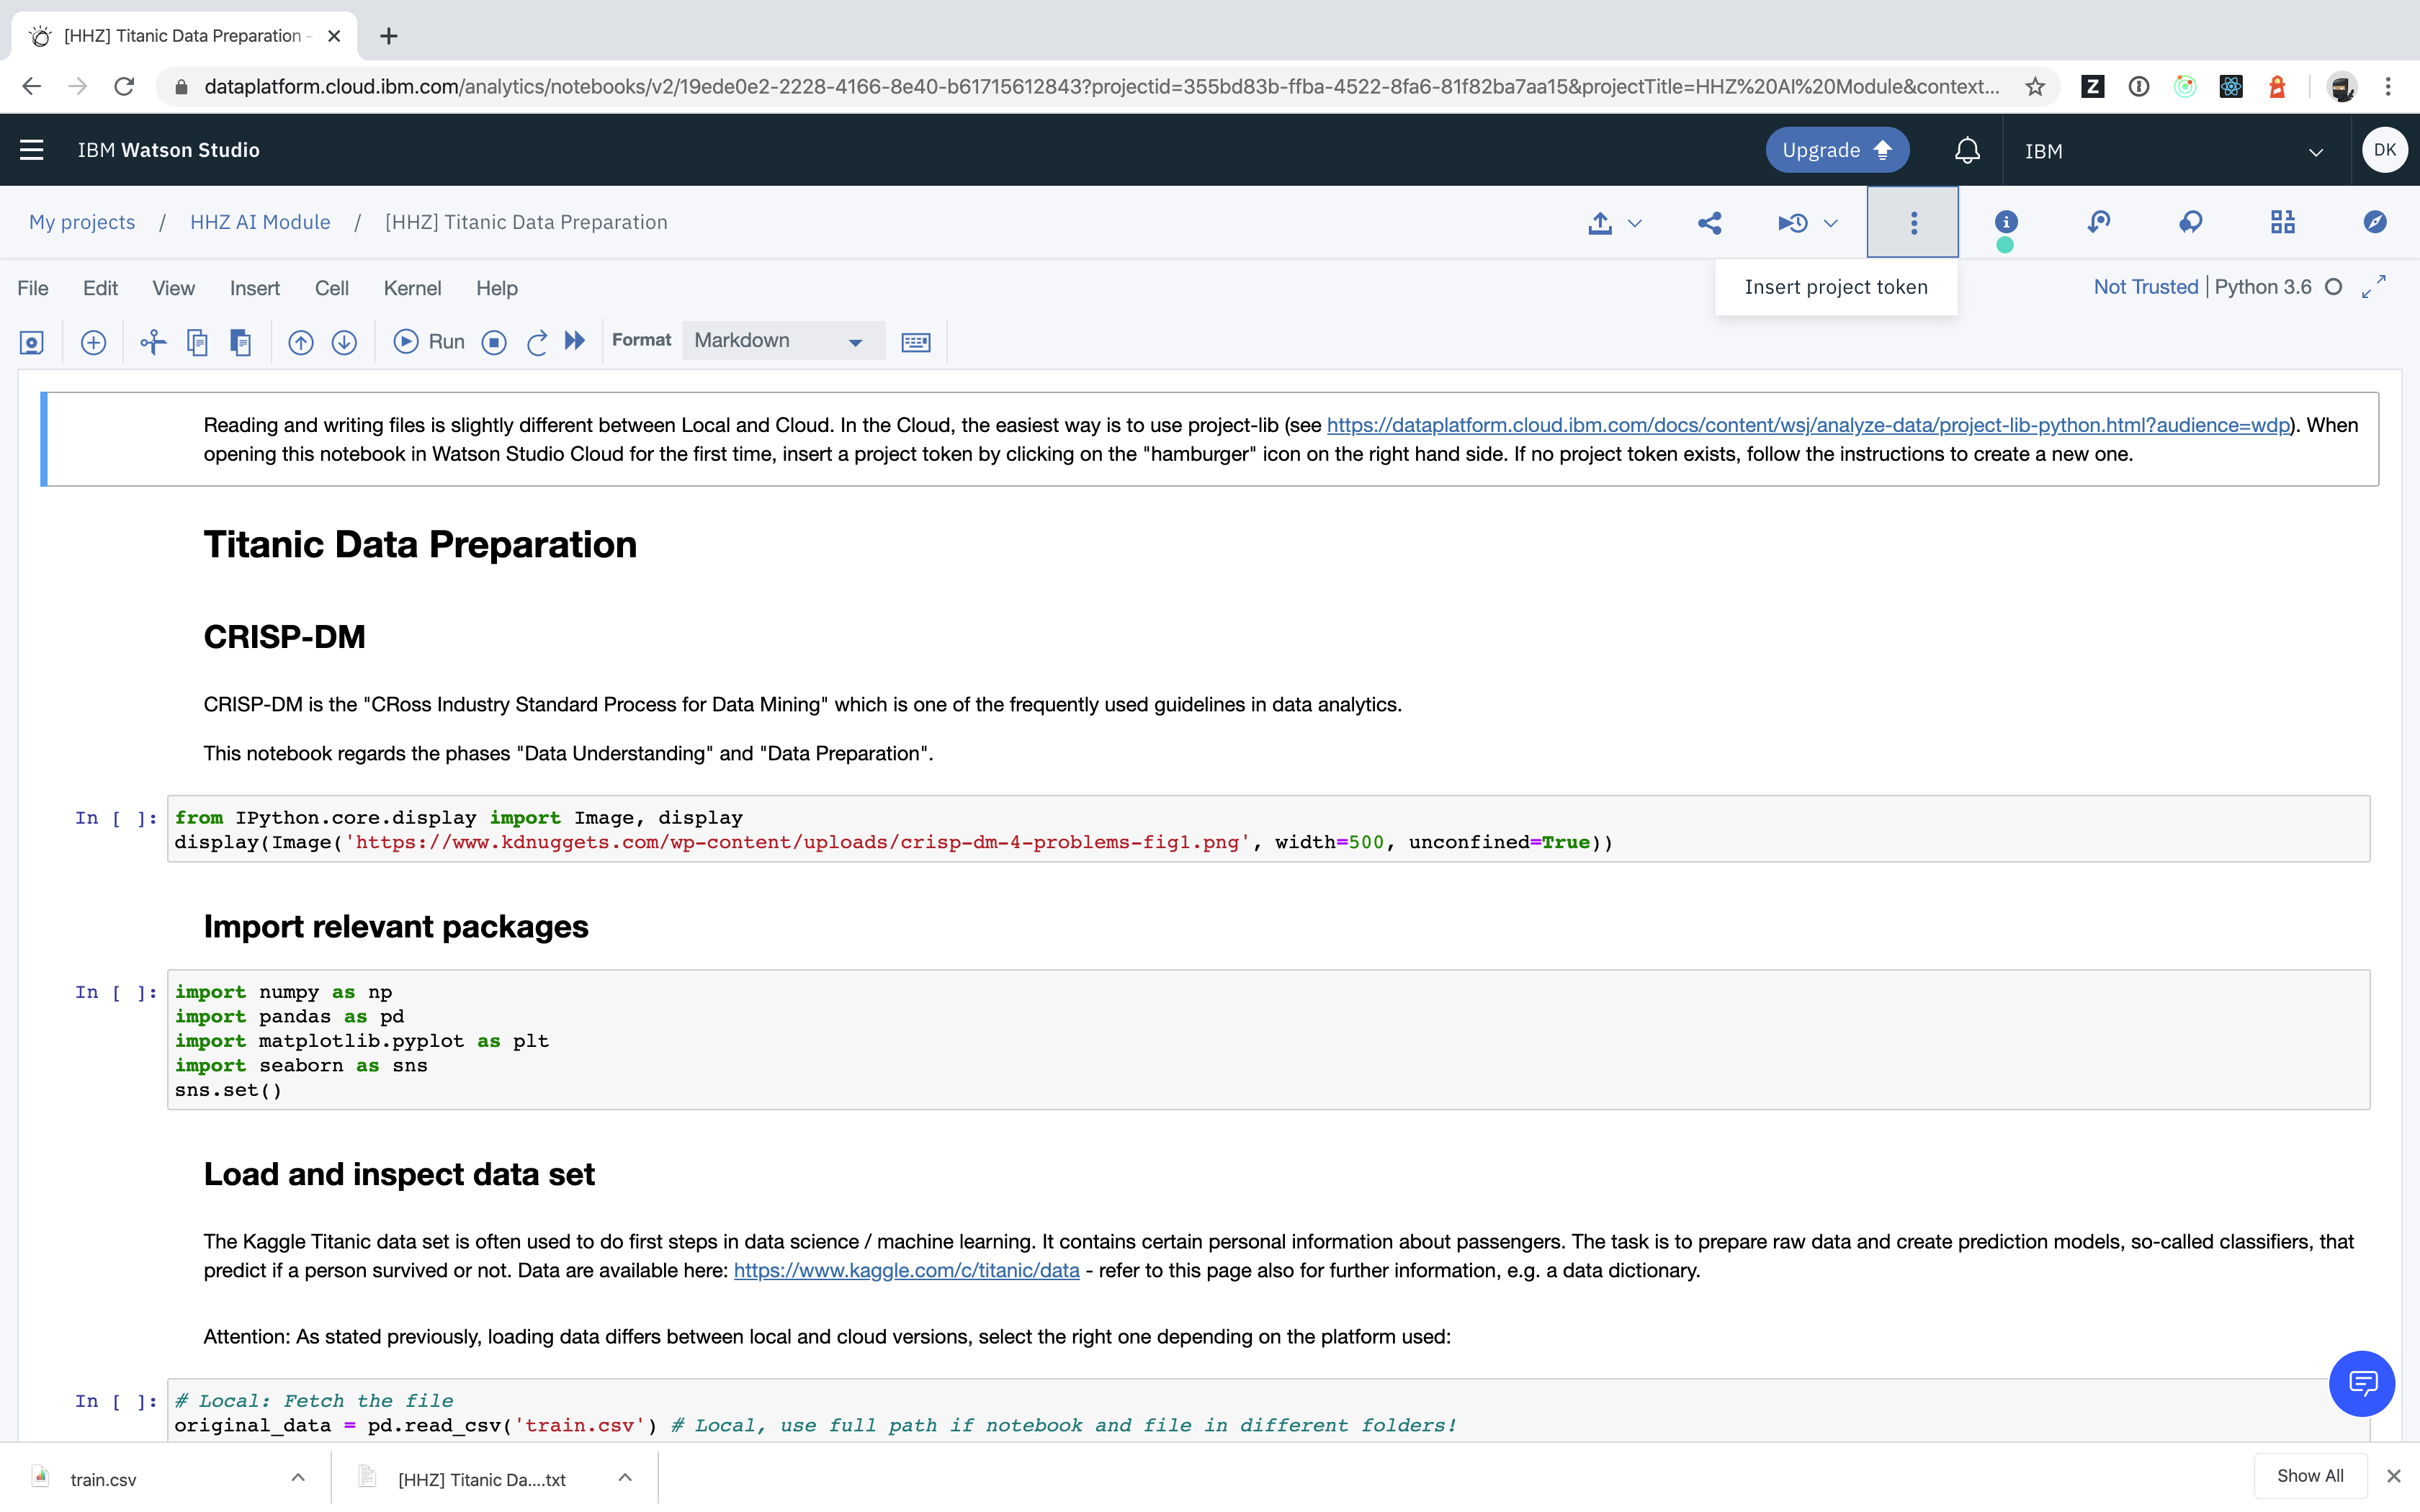 [HHZ] Titanic Data Preparation -
dataplatform.cloud.ibm.com/analytics/notebooks/v2/19ede0e2-2228-4166-8e40-b61715612843?projectid=355bd83b-ffba-4522-8fa6-81f82ba7aa15&projectTitle=HHZ%20AI%20Module&context...
IBM Watson Studio
Upgrade
IBM
DK
My projects / HHZ AI Module / [HHZ] Titanic Data Preparation
Insert project token
File Edit View Insert Cell Kernel Help
Not Trusted | Python 3.6
Run
Format
Markdown
Reading and writing files is slightly different between Local and Cloud. In the Cloud, the easiest way is to use project-lib (see https://dataplatform.cloud.ibm.com/docs/content/wsj/analyze-data/project-lib-python.html?audience=wdp). When
opening this notebook in Watson Studio Cloud for the first time, insert a project token by clicking on the "hamburger" icon on the right hand side. If no project token exists, follow the instructions to create a new one.
Titanic Data Preparation
CRISP-DM
CRISP-DM is the "CRoss Industry Standard Process for Data Mining" which is one of the frequently used guidelines in data analytics.
This notebook regards the phases "Data Understanding" and "Data Preparation".
In [ ]: from IPython.core.display import Image, display
display(Image('https://www.kdnuggets.com/wp-content/uploads/crisp-dm-4-problems-fig1.png', width=500, unconfined=True))
Import relevant packages
In [ ]: import numpy as np
import pandas as pd
import matplotlib.pyplot as plt
import seaborn as sns
sns.set()
Load and inspect data set
The Kaggle Titanic data set is often used to do first steps in data science / machine learning. It contains certain personal information about passengers. The task is to prepare raw data and create prediction models, so-called classifiers, that
predict if a person survived or not. Data are available here: https://www.kaggle.com/c/titanic/data - refer to this page also for further information, e.g. a data dictionary.
Attention: As stated previously, loading data differs between local and cloud versions, select the right one depending on the platform used:
In [ ]: # Local: Fetch the file
original_data = pd.read_csv('train.csv') # Local, use full path if notebook and file in different folders!
train.csv
[HHZ] Titanic Da....txt
Show All